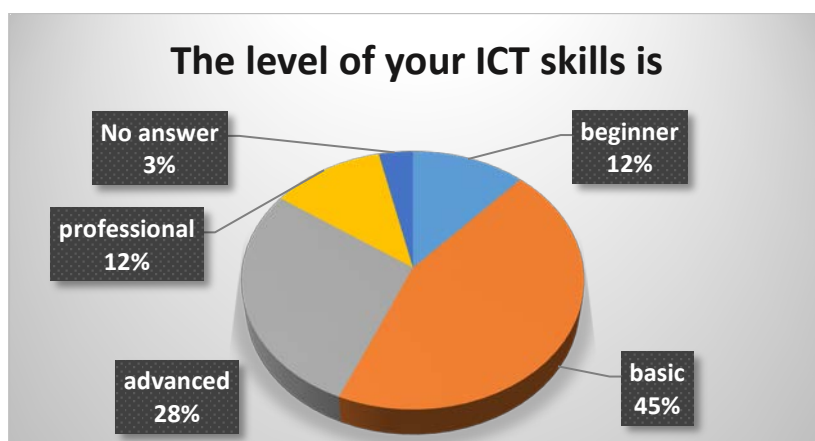 The level of your ICT skills is
No answer
3%
beginner
12%
professional
12%
advanced
28%
basic
45%